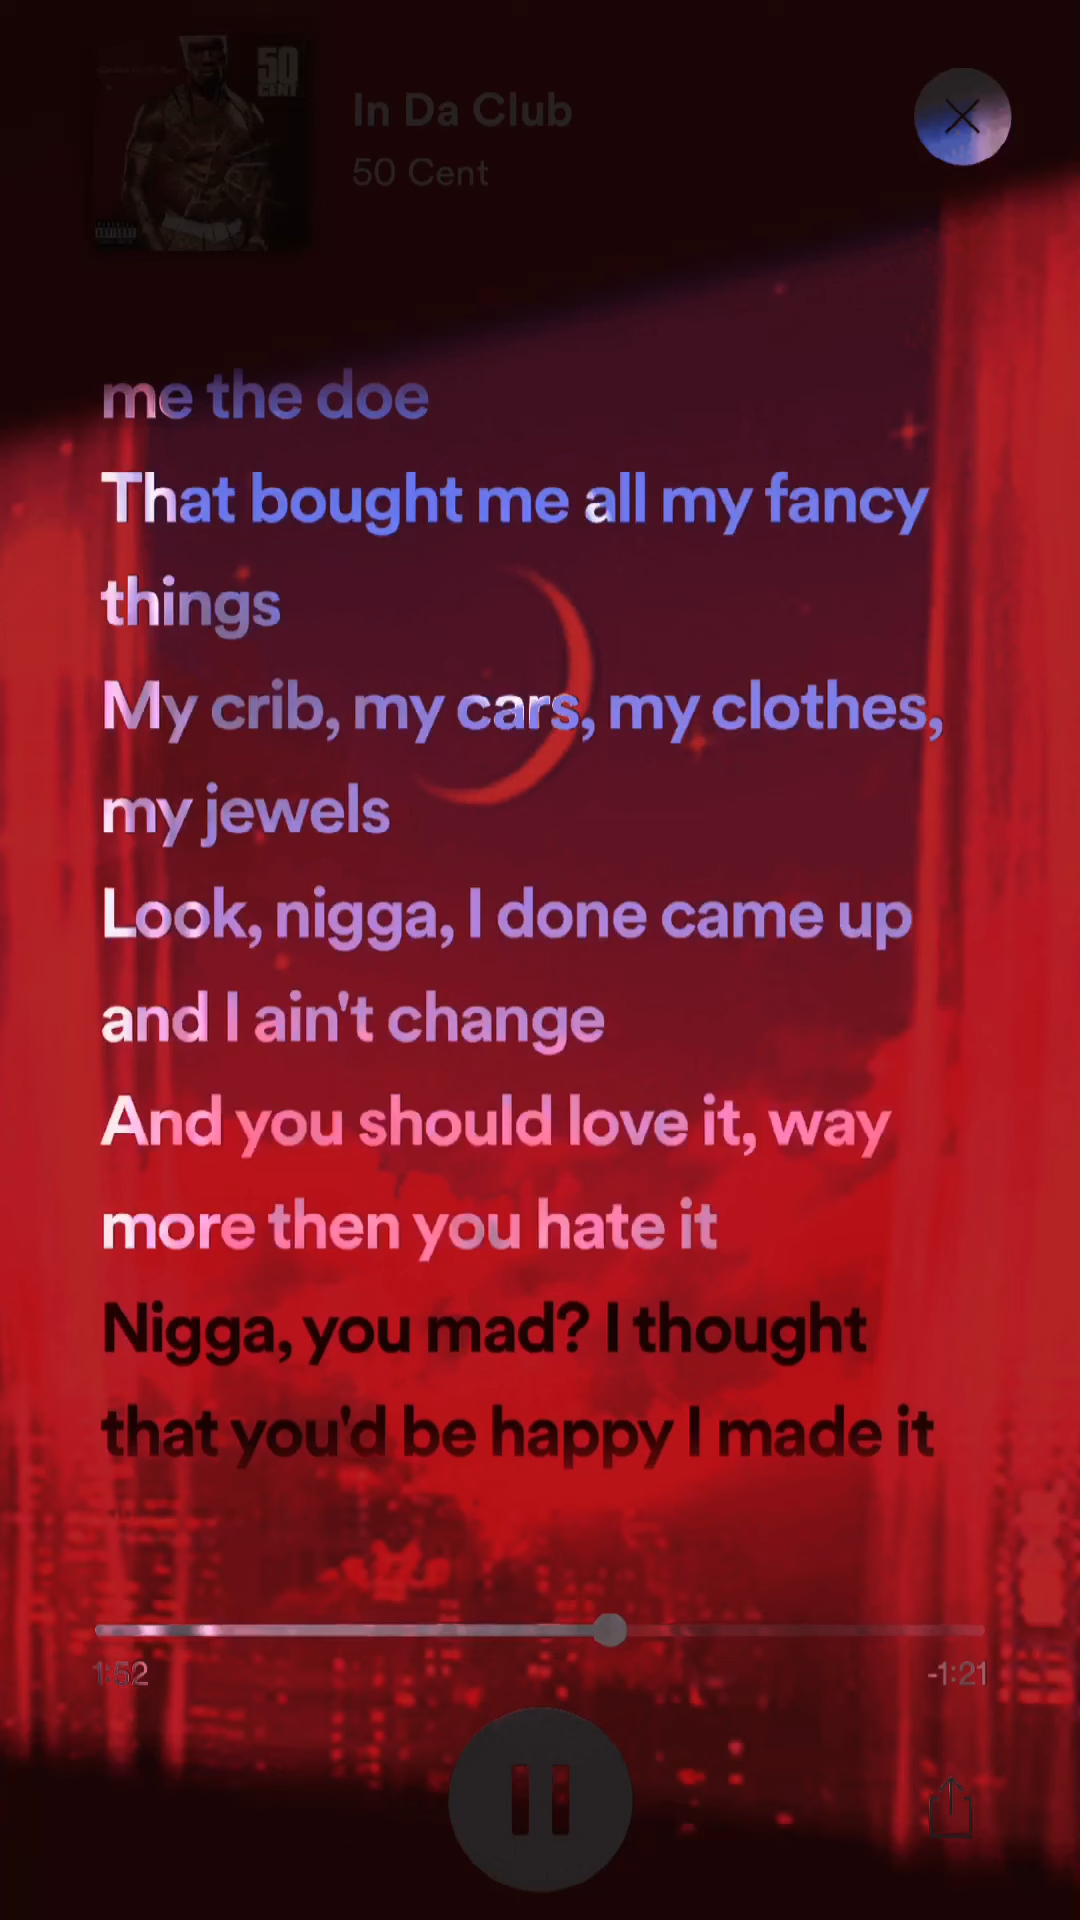 50
CENT
In Da Club
50 Cent
me the doe
That bought me all my fancy
things
My crib, my cars, my clothes,
my jewels
Look, nigga, I done came up
and I ain't change
And you should love it, way
more then you hate it
Nigga, you mad? I thought
that you'd be happy I made it
1:52
-1:21